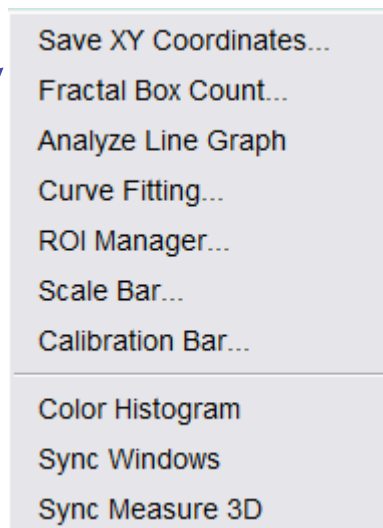 Save XY Coordinates...
Fractal Box Count...
Analyze Line Graph
Curve Fitting...
ROI Manager...
Scale Bar...
Calibration Bar...
Color Histogram
Sync Windows
Sync Measure 3D